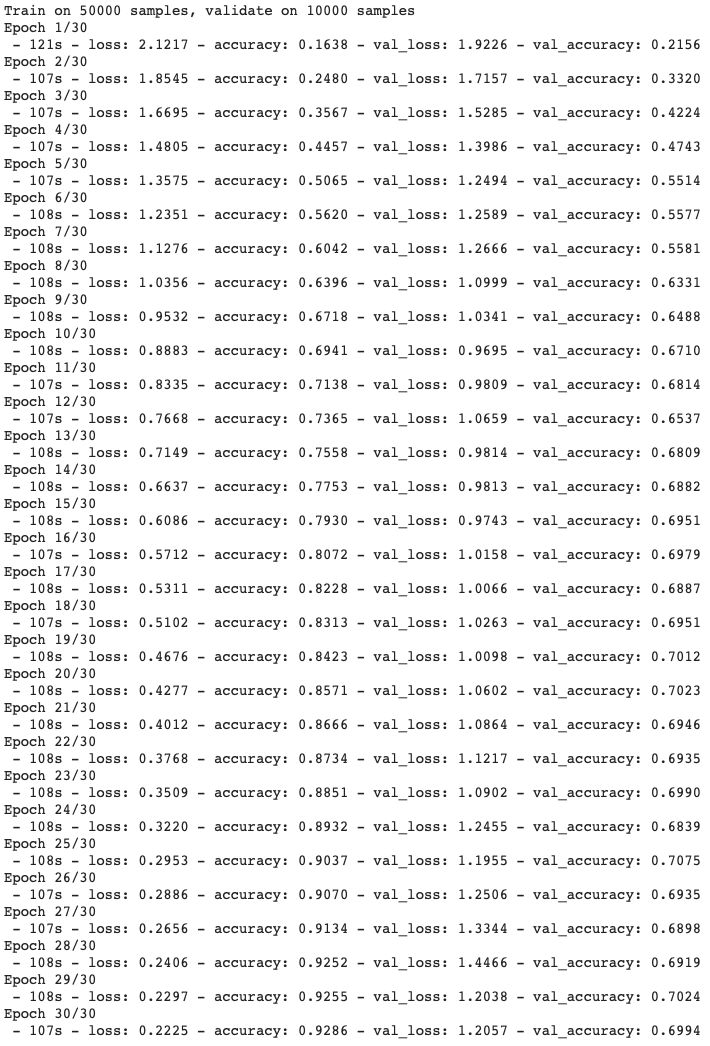 Train on 50000 samples, validate on 10000 samples
Epoch 1/30
 - 121s - loss: 2.1217 - accuracy: 0.1638 - val_loss: 1.9226 - val_accuracy: 0.2156
Epoch 2/30
 - 107s - loss: 1.8545 - accuracy: 0.2480 - val_loss: 1.7157 - val_accuracy: 0.3320
Epoch 3/30
 - 107s - loss: 1.6695 - accuracy: 0.3567 - val_loss: 1.5285 - val_accuracy: 0.4224
Epoch 4/30
 - 107s - loss: 1.4805 - accuracy: 0.4457 - val_loss: 1.3986 - val_accuracy: 0.4743
Epoch 5/30
 - 107s - loss: 1.3575 - accuracy: 0.5065 - val_loss: 1.2494 - val_accuracy: 0.5514
Epoch 6/30
 - 108s - loss: 1.2351 - accuracy: 0.5620 - val_loss: 1.2589 - val_accuracy: 0.5577
Epoch 7/30
 - 108s - loss: 1.1276 - accuracy: 0.6042 - val_loss: 1.2666 - val_accuracy: 0.5581
Epoch 8/30
 - 108s - loss: 1.0356 - accuracy: 0.6396 - val_loss: 1.0999 - val_accuracy: 0.6331
Epoch 9/30
 - 108s - loss: 0.9532 - accuracy: 0.6718 - val_loss: 1.0341 - val_accuracy: 0.6488
Epoch 10/30
 - 108s - loss: 0.8883 - accuracy: 0.6941 - val_loss: 0.9695 - val_accuracy: 0.6710
Epoch 11/30
 - 107s - loss: 0.8335 - accuracy: 0.7138 - val_loss: 0.9809 - val_accuracy: 0.6814
Epoch 12/30
 - 107s - loss: 0.7668 - accuracy: 0.7365 - val_loss: 1.0659 - val_accuracy: 0.6537
Epoch 13/30
 - 108s - loss: 0.7149 - accuracy: 0.7558 - val_loss: 0.9814 - val_accuracy: 0.6809
Epoch 14/30
 - 108s - loss: 0.6637 - accuracy: 0.7753 - val_loss: 0.9813 - val_accuracy: 0.6882
Epoch 15/30
 - 108s - loss: 0.6086 - accuracy: 0.7930 - val_loss: 0.9743 - val_accuracy: 0.6951
Epoch 16/30
 - 107s - loss: 0.5712 - accuracy: 0.8072 - val_loss: 1.0158 - val_accuracy: 0.6979
Epoch 17/30
 - 108s - loss: 0.5311 - accuracy: 0.8228 - val_loss: 1.0066 - val_accuracy: 0.6887
Epoch 18/30
 - 107s - loss: 0.5102 - accuracy: 0.8313 - val_loss: 1.0263 - val_accuracy: 0.6951
Epoch 19/30
 - 108s - loss: 0.4676 - accuracy: 0.8423 - val_loss: 1.0098 - val_accuracy: 0.7012
Epoch 20/30
 - 108s - loss: 0.4277 - accuracy: 0.8571 - val_loss: 1.0602 - val_accuracy: 0.7023
Epoch 21/30
 - 108s - loss: 0.4012 - accuracy: 0.8666 - val_loss: 1.0864 - val_accuracy: 0.6946
Epoch 22/30
 - 108s - loss: 0.3768 - accuracy: 0.8734 - val_loss: 1.1217 - val_accuracy: 0.6935
Epoch 23/30
 - 108s - loss: 0.3509 - accuracy: 0.8851 - val_loss: 1.0902 - val_accuracy: 0.6990
Epoch 24/30
 - 108s - loss: 0.3220 - accuracy: 0.8932 - val_loss: 1.2455 - val_accuracy: 0.6839
Epoch 25/30
 - 108s - loss: 0.2953 - accuracy: 0.9037 - val_loss: 1.1955 - val_accuracy: 0.7075
Epoch 26/30
 - 107s - loss: 0.2886 - accuracy: 0.9070 - val_loss: 1.2506 - val_accuracy: 0.6935
Epoch 27/30
 - 107s - loss: 0.2656 - accuracy: 0.9134 - val_loss: 1.3344 - val_accuracy: 0.6898
Epoch 28/30
 - 108s - loss: 0.2406 - accuracy: 0.9252 - val_loss: 1.4466 - val_accuracy: 0.6919
Epoch 29/30
 - 108s - loss: 0.2297 - accuracy: 0.9255 - val_loss: 1.2038 - val_accuracy: 0.7024
Epoch 30/30
 - 107s - loss: 0.2225 - accuracy: 0.9286 - val_loss: 1.2057 - val_accuracy: 0.6994